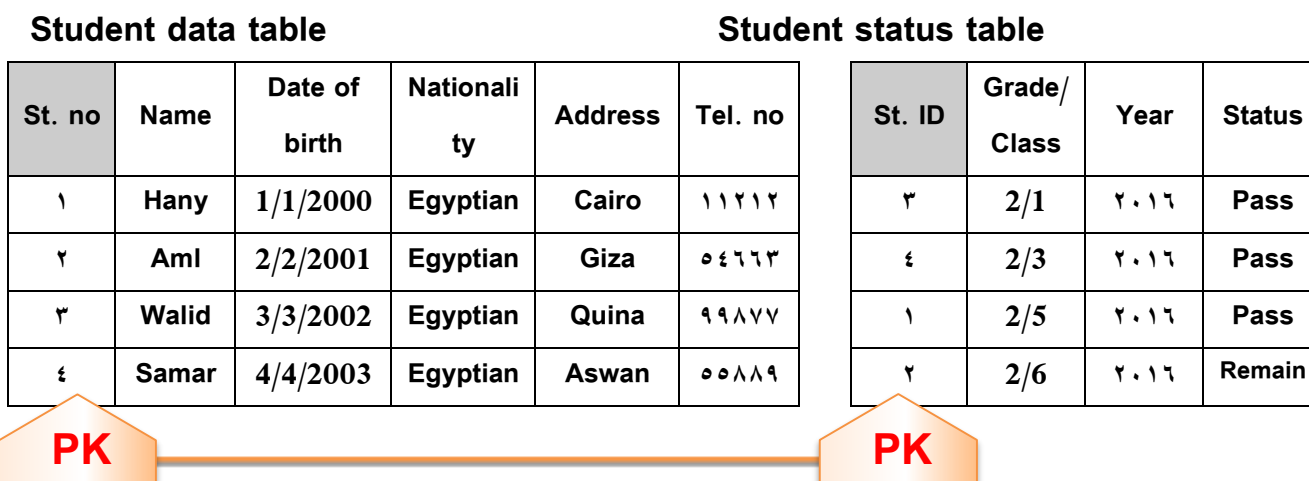 Student data table
St. no Name Date of birth Nationali ty Address Tel. no
١ Hany 1/1/2000 Egyptian Cairo ١١٢١٢
٢ Aml 2/2/2001 Egyptian Giza ٥٤٦٦٣
٣ Walid 3/3/2002 Egyptian Quina ٩٩٨٧٧
٤ Samar 4/4/2003 Egyptian Aswan ٥٥٨٨٩
PK
Student status table
St. ID Grade/ Class Year Status
٣ 2/1 ٢٠١٦ Pass
٤ 2/3 ٢٠١٦ Pass
١ 2/5 ٢٠١٦ Pass
٢ 2/6 ٢٠١٦ Remain
PK